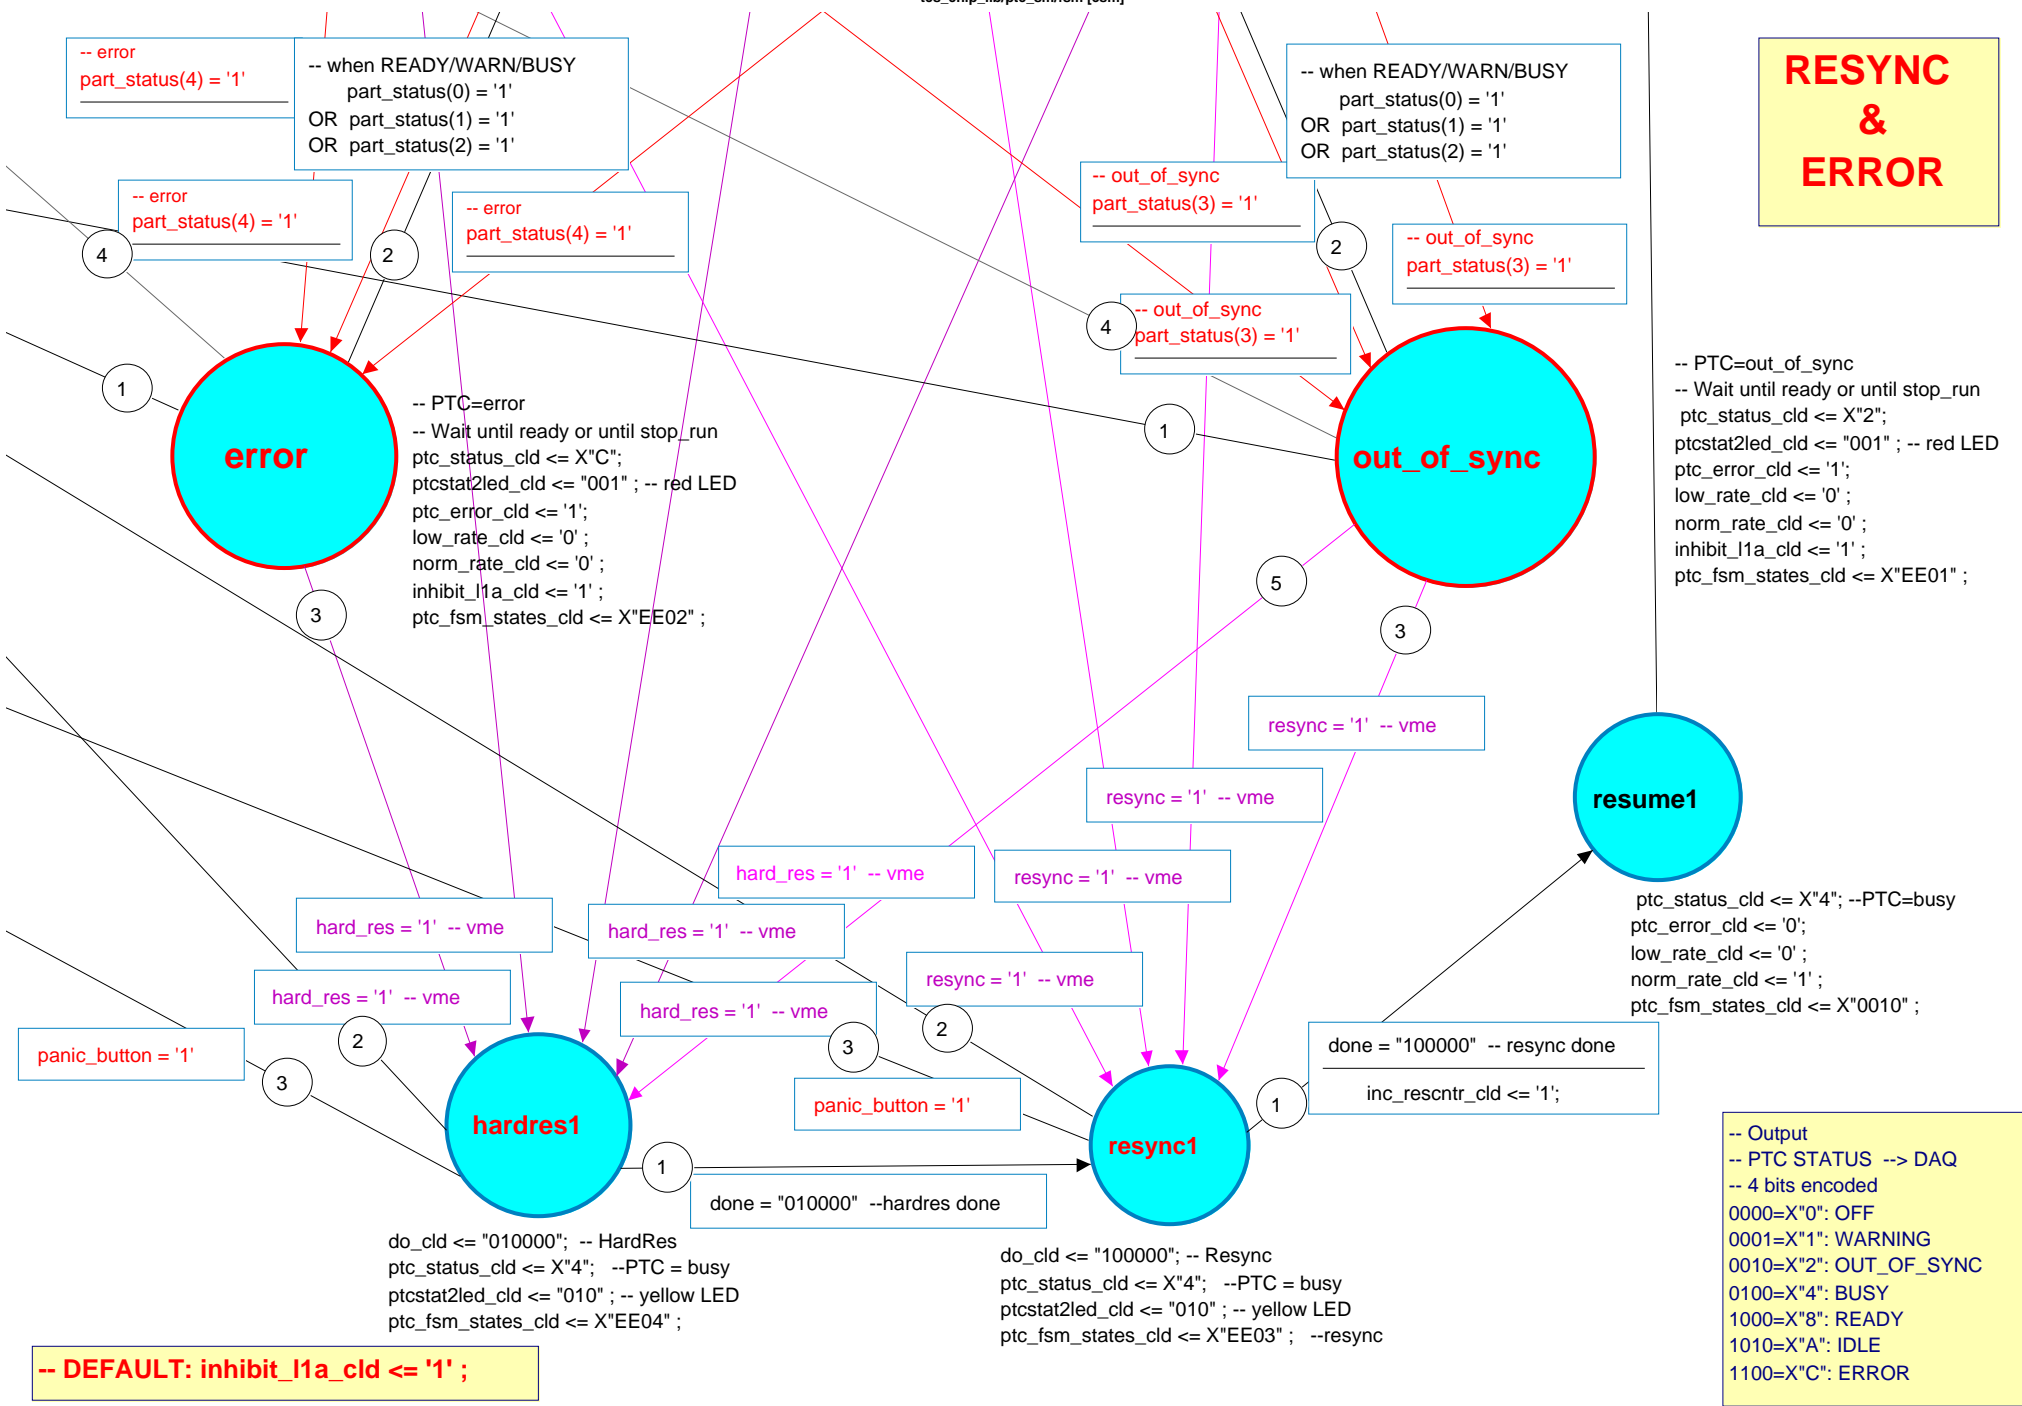 -- error
part_status(4) = '1'
-- when READY/WARN/BUSY
part_status(0) = '1'
OR part_status(1) = '1'
OR part_status(2) = '1'
-- when READY/WARN/BUSY
part_status(0) = '1'
OR part_status(1) = '1'
OR part_status(2) = '1'
RESYNC
&
ERROR
-- error
part_status(4) = '1'
-- error
part_status(4) = '1'
-- out_of_sync
part_status(3) = '1'
-- out_of_sync
part_status(3) = '1'
-- out_of_sync
part_status(3) = '1'
4
2
2
4
1
1
error
-- PTC=error
-- Wait until ready or until stop_run
ptc_status_cld <= X"C";
ptcstat2led_cld <= "001" ; -- red LED
ptc_error_cld <= '1';
low_rate_cld <= '0' ;
norm_rate_cld <= '0' ;
inhibit_l1a_cld <= '1' ;
ptc_fsm_states_cld <= X"EE02" ;
out_of_sync
-- PTC=out_of_sync
-- Wait until ready or until stop_run
ptc_status_cld <= X"2";
ptcstat2led_cld <= "001" ; -- red LED
ptc_error_cld <= '1';
low_rate_cld <= '0' ;
norm_rate_cld <= '0' ;
inhibit_l1a_cld <= '1' ;
ptc_fsm_states_cld <= X"EE01" ;
3
5
3
resync = '1' -- vme
resync = '1' -- vme
resume1
hard_res = '1' -- vme
resync = '1' -- vme
hard_res = '1' -- vme
hard_res = '1' -- vme
resync = '1' -- vme
hard_res = '1' -- vme
hard_res = '1' -- vme
ptc_status_cld <= X"4"; --PTC=busy
ptc_error_cld <= '0';
low_rate_cld <= '0' ;
norm_rate_cld <= '1' ;
ptc_fsm_states_cld <= X"0010" ;
panic_button = '1'
3
2
3
2
panic_button = '1'
1
done = "100000" -- resync done
inc_rescntr_cld <= '1';
hardres1
resync1
1
done = "010000" --hardres done
do_cld <= "010000"; -- HardRes
ptc_status_cld <= X"4"; --PTC = busy
ptcstat2led_cld <= "010" ; -- yellow LED
ptc_fsm_states_cld <= X"EE04" ;
do_cld <= "100000"; -- Resync
ptc_status_cld <= X"4"; --PTC = busy
ptcstat2led_cld <= "010" ; -- yellow LED
ptc_fsm_states_cld <= X"EE03" ; --resync
-- Output
-- PTC STATUS --> DAQ
-- 4 bits encoded
0000=X"0": OFF
0001=X"1": WARNING
0010=X"2": OUT_OF_SYNC
0100=X"4": BUSY
1000=X"8": READY
1010=X"A": IDLE
1100=X"C": ERROR
-- DEFAULT: inhibit_l1a_cld <= '1' ;